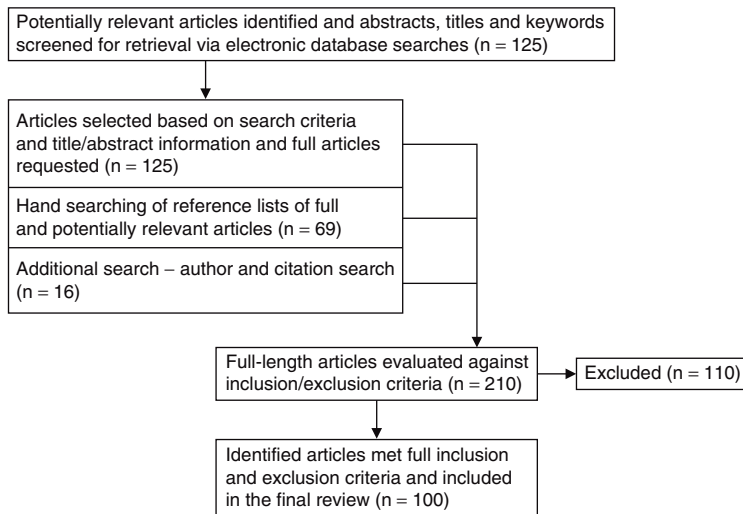 Potentially relevant articles identified and abstracts, titles and keywords
screened for retrieval via electronic database searches (n = 125)
Articles selected based on search criteria
and title/abstract information and full articles
requested (n = 125)
Hand searching of reference lists of full
and potentially relevant articles (n = 69)
Additional search – author and citation search
(n = 16)
Full-length articles evaluated against
inclusion/exclusion criteria (n = 210)
Excluded (n = 110)
Identified articles met full inclusion
and exclusion criteria and included
in the final review (n = 100)